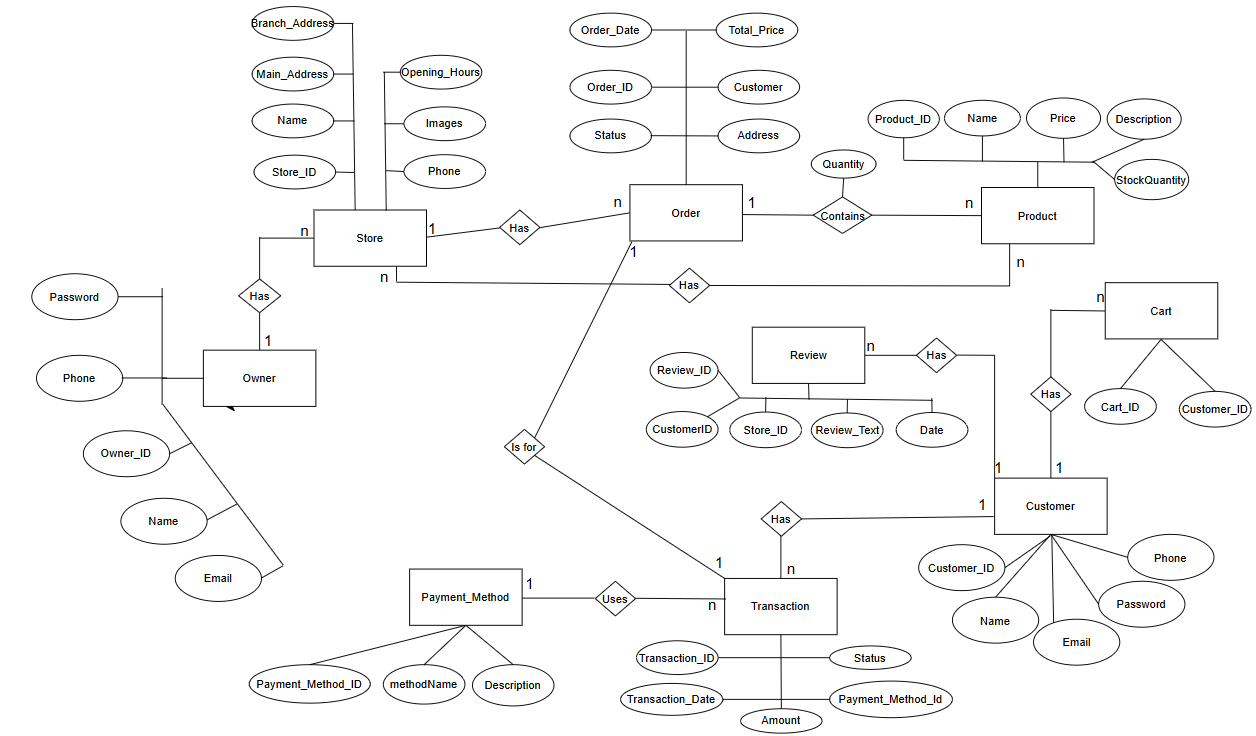 Branch_Address
Order_Date
Total_Price
Main_Address
Opening_Hours
Order_ID
Customer
Name
Images
Status
Address
Product_ID
Name
Price
Description
Store_ID
Phone
Quantity
StockQuantity
n
1
n
Order
Contains
Product
n
Store
1
Has
1
n
n
Has
n
Password
Has
1
n
Cart
Review
n
Has
Phone
Owner
Review_ID
Has
Cart_ID
Customer_ID
CustomerID
Store_ID
Review_Text
Date
Owner_ID
Is for
1
1
1
Customer
Name
Has
Email
1
n
Customer_ID
Phone
Payment_Method
1
Uses
n
Transaction
Password
Name
Email
Transaction_ID
Status
Payment_Method_ID
methodName
Description
Transaction_Date
Payment_Method_Id
Amount